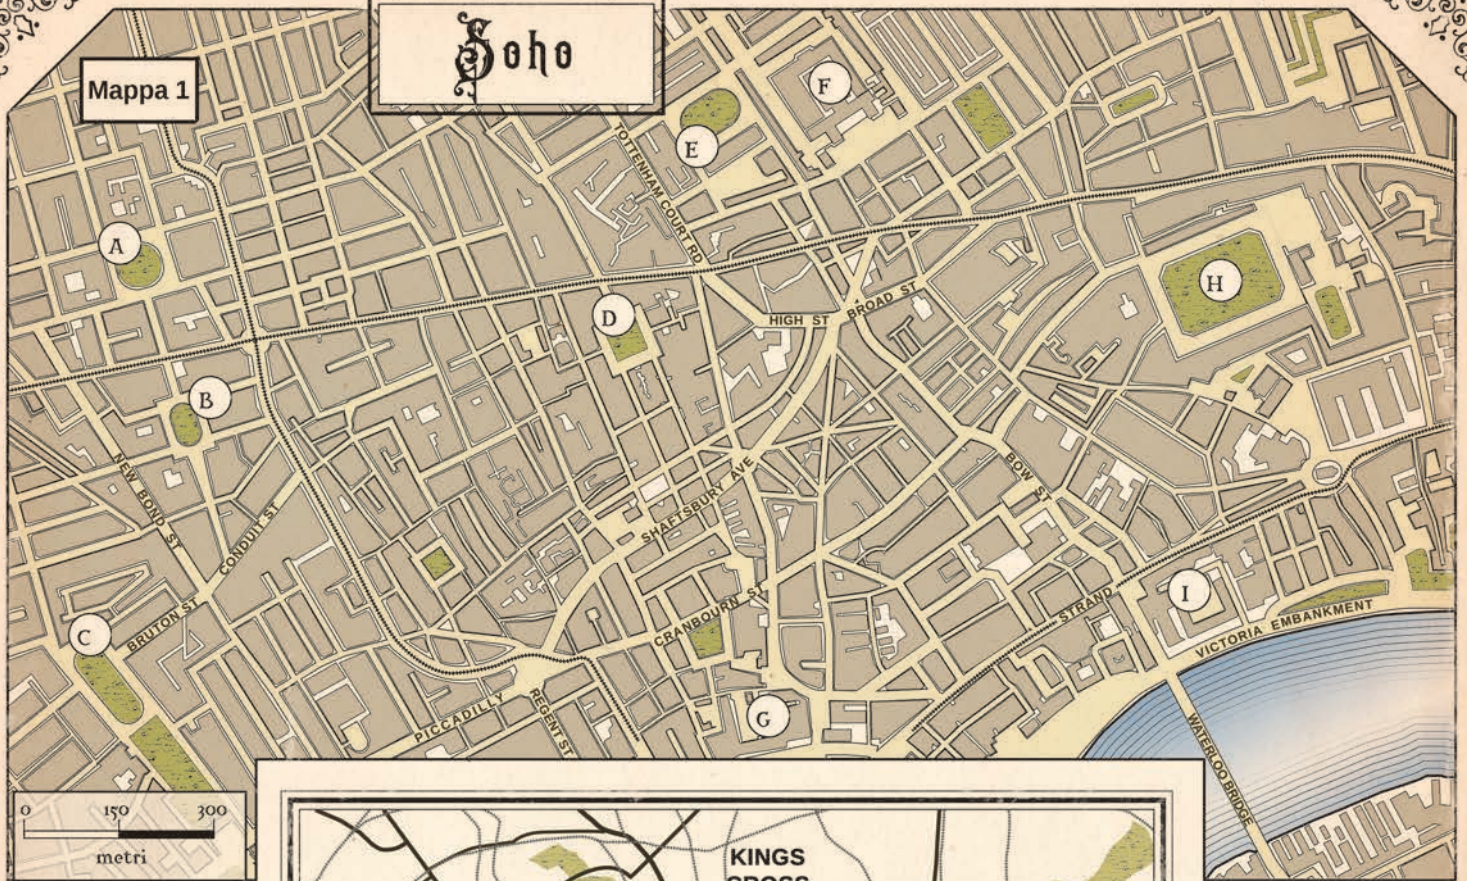 Soho
Mappa 1
F
E
TOTTENHAM COURT RD
A
H
D
HIGH ST
BROAD ST
B
NEW BOND ST
CONDUIT ST
SHAFTSBURY AVE
BOW ST
C
BRUTON ST
CRANBOURN ST
STRAND
I
VICTORIA EMBANKMENT
G
PICCADILLY
REGENT ST
WATERLOO BRIDGE
0 150 300
metri
KINGS
CROSS